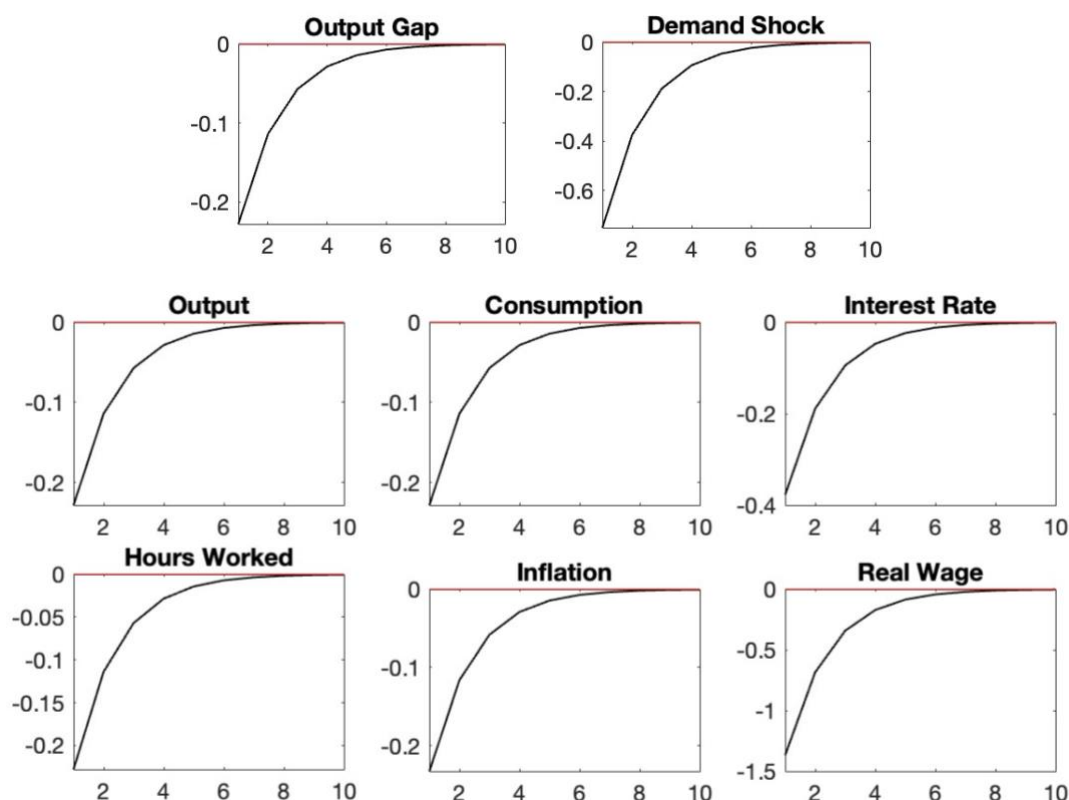 Output Gap
0
-0.1
-0.2
2 4 6 8 10
Demand Shock
0
-0.2
-0.4
-0.6
2 4 6 8 10
Output
0
-0.1
-0.2
2 4 6 8 10
Consumption
0
-0.1
-0.2
2 4 6 8 10
Interest Rate
0
-0.2
-0.4
2 4 6 8 10
Hours Worked
0
-0.05
-0.1
-0.15
-0.2
2 4 6 8 10
Inflation
0
-0.1
-0.2
2 4 6 8 10
Real Wage
0
-0.5
-1
-1.5
2 4 6 8 10